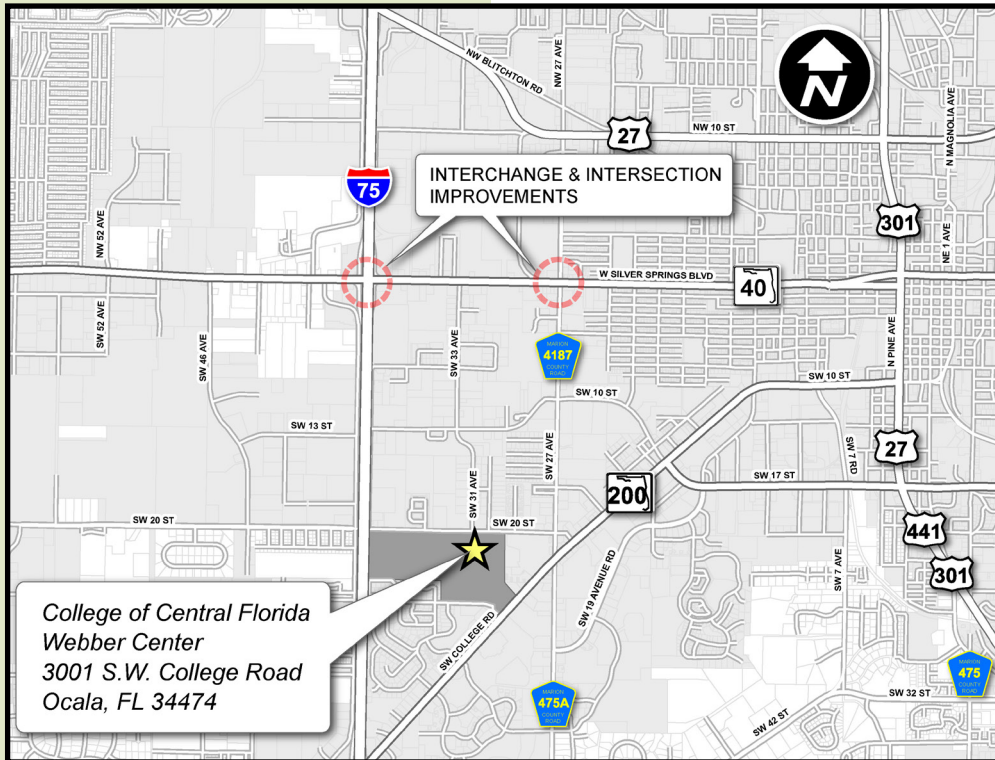 NW BLITCHTON RD
NW 27 AVE
N
27
NW 10 ST
N MAGNOLIA AVE
INTERCHANGE & INTERSECTION
IMPROVEMENTS
75
301
NW 52 AVE
NE 1 AVE
W SILVER SPRINGS BLVD
40
SW 52 AVE
SW 46 AVE
SW 33 AVE
MARION
4187
COUNTY
ROAD
N PINE AVE
SW 10 ST
SW 10 ST
SW 13 ST
SW 27 AVE
SW 7 RD
27
SW 31 AVE
200
SW 17 ST
SW 20 ST
SW 20 ST
441
301
SW 19 AVENUE RD
SW 7 AVE
College of Central Florida
Webber Center
3001 S.W. College Road
Ocala, FL 34474
SW COLLEGE RD
MARION
475A
COUNTY
ROAD
MARION
475
COUNTY
ROAD
SW 32 ST
SW 42 ST